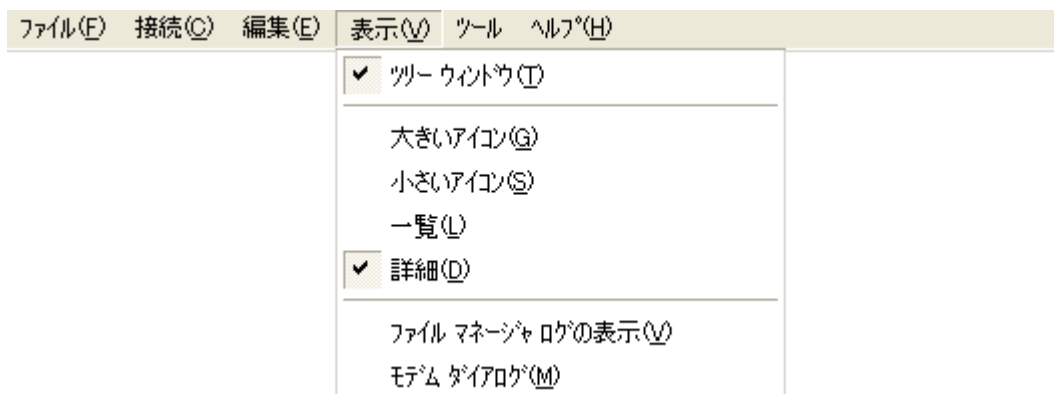 ﾌｧｲﾙ(F) 接続(C) 編集(E) 表示(V) ﾂｰﾙ ﾍﾙﾌﾟ(H)
ﾂﾘｰ ｳｨﾝﾄﾞｳ(T)
大きいｱｲｺﾝ(G)
小さいｱｲｺﾝ(S)
一覧(L)
詳細(D)
ﾌｧｲﾙ ﾏﾈｰｼﾞｬ ﾛｸﾞの表示(V)
ﾓﾃﾞﾑ ﾀﾞｲｱﾛｸﾞ(M)